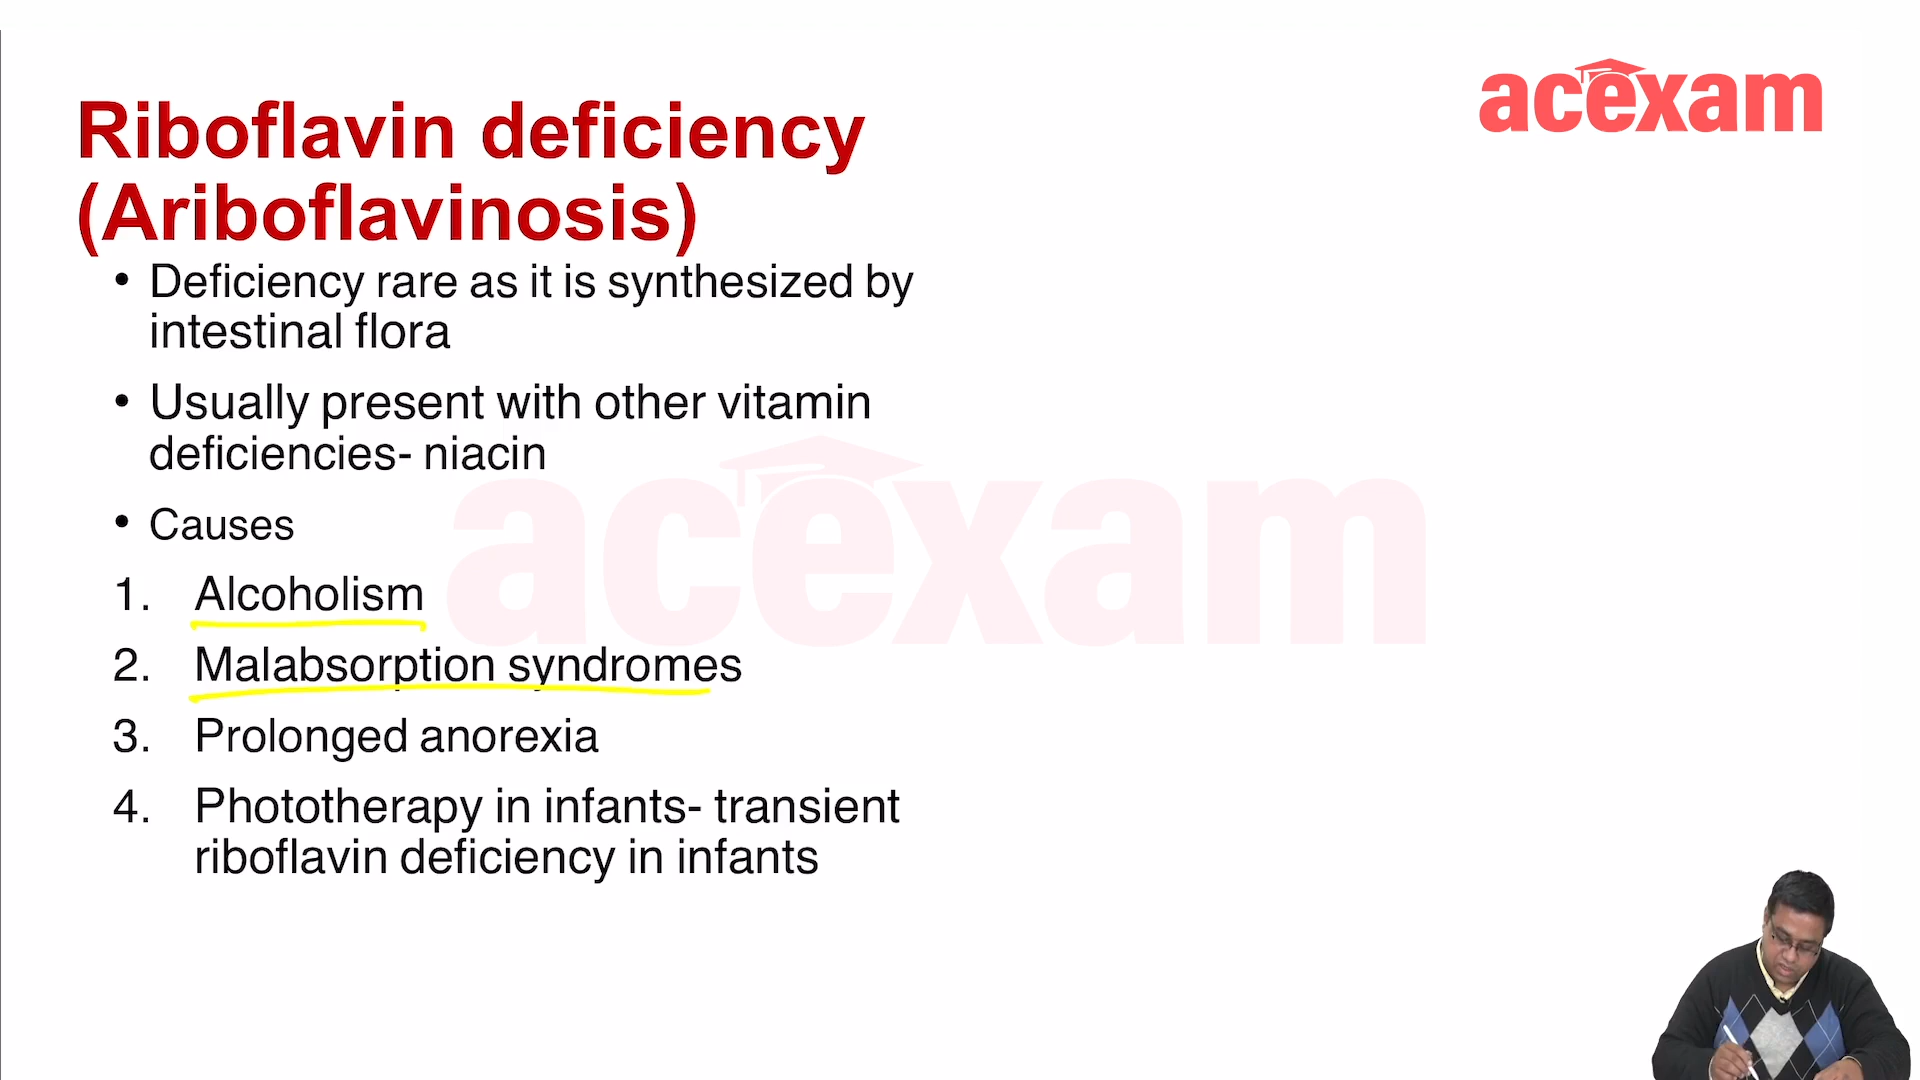 acexam
Riboflavin deficiency
(Ariboflavinosis)
• Deficiency rare as it is synthesized by
intestinal flora
• Usually present with other vitamin
deficiencies- niacin
• Causes
1. Alcoholism
2. Malabsorption syndromes
3. Prolonged anorexia
4. Phototherapy in infants- transient
riboflavin deficiency in infants
acexam